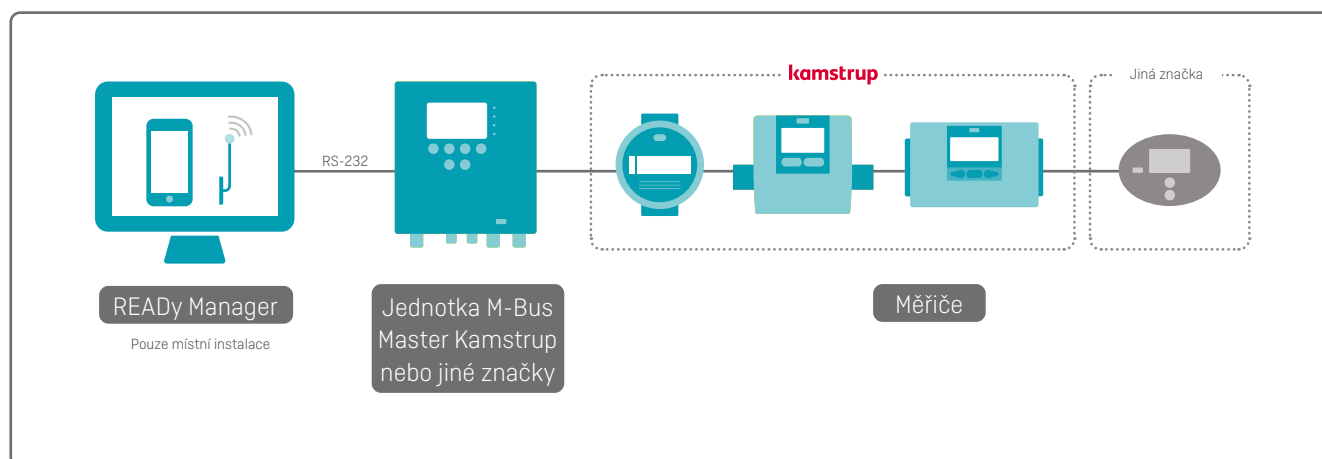 kamstrup
Jiná značka
RS-232
READy Manager
Pouze místní instalace
Jednotka M-Bus
Master Kamstrup
nebo jiné značky
Měřiče